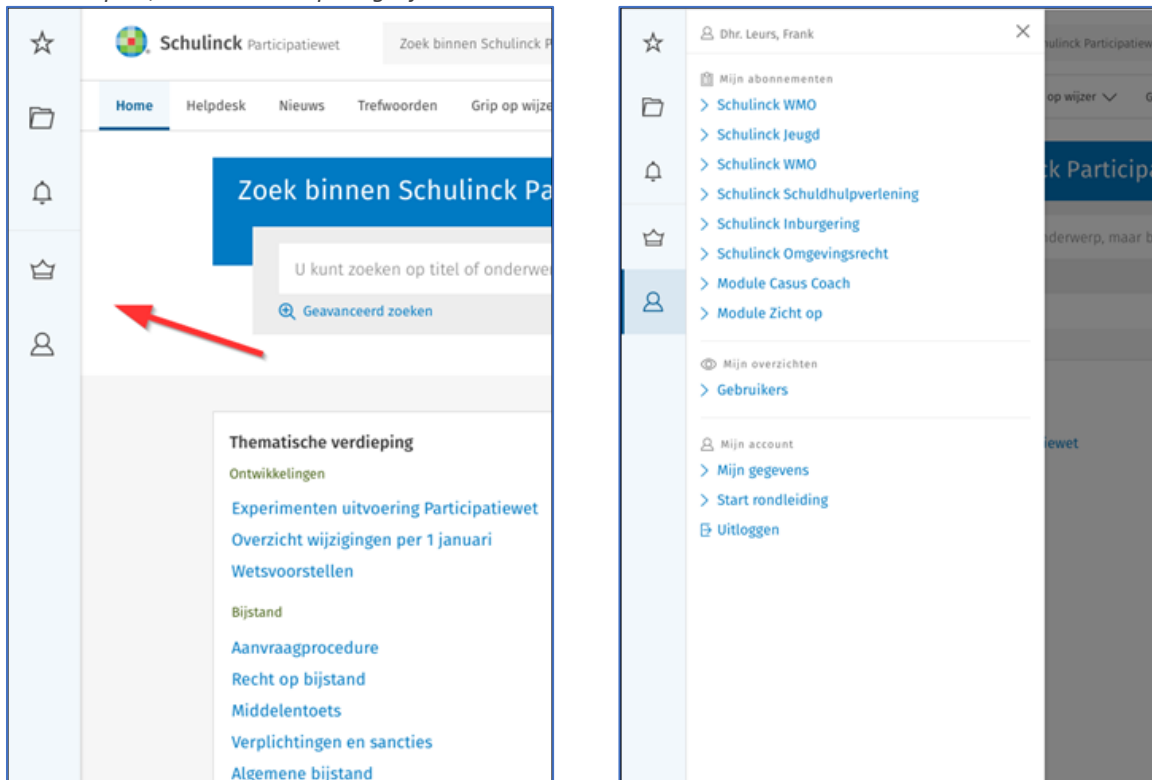 Schulinck Participatiewet
Zoek binnen Schulinck P
Home Helpdesk Nieuws Trefwoorden Grip op wijze
Zoek binnen Schulinck Pa
U kunt zoeken op titel of onderwe
Geavanceerd zoeken
Thematische verdieping
Ontwikkelingen
Experimenten uitvoering Participatiewet
Overzicht wijzigingen per 1 januari
Wetsvoorstellen
Bijstand
Aanvraagprocedure
Recht op bijstand
Middelentoets
Verplichtingen en sancties
Algemene bijstand
Dhr. Leurs, Frank
Mijn abonnementen
Schulinck WMO
Schulinck Jeugd
Schulinck WMO
Schulinck Schuldhulpverlening
Schulinck Inburgering
Schulinck Omgevingsrecht
Module Casus Coach
Module Zicht op
Mijn overzichten
Gebruikers
Mijn account
Mijn gegevens
Start rondleiding
Uitloggen
ulinck Participatiew
op wijzer G
ck Particip
nderwerp, maar b
iewet